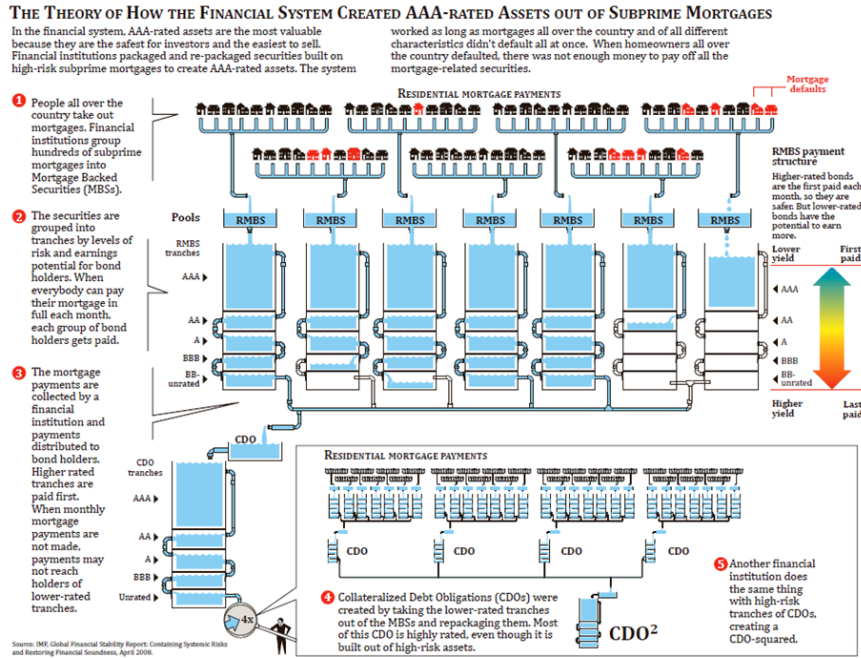 THE THEORY OF HOW THE FINANCIAL SYSTEM CREATED AAA-RATED ASSETS OUT OF SUBPRIME MORTGAGES
In the financial system, AAA-rated assets are the most valuable
because they are the safest for investors and the easiest to sell.
Financial institutions packaged and re-packaged securities built on
high-risk subprime mortgages to create AAA-rated assets. The system
worked as long as mortgages all over the country and of all different
characteristics didn't default all at once. When homeowners all over
the country defaulted, there was not enough money to pay off all the
mortgage-related securities.
Mortgage
defaults
RESIDENTIAL MORTGAGE PAYMENTS
1 People all over the
country take out
mortgages. Financial
institutions group
hundreds of subprime
mortgages into
Mortgage Backed
Securities (MBSs).
RMBS payment
structure
Higher-rated bonds
are the first paid each
month, so they are
safer. But lower-rated
bonds have the
potential to earn
more.
Lower
yield
First
paid
AAA
AA
A
BBB
BB-
unrated
Higher
yield
Last
paid
2 The securities are
grouped into
tranches by levels of
risk and earnings
potential for bond
holders. When
everybody can pay
their mortgage in
full each month,
each group of bond
holders gets paid.
Pools
RMBS RMBS RMBS RMBS RMBS RMBS RMBS
RMBS
tranches
AAA
AA
A
BBB
BB-
unrated
3 The mortgage
payments are
collected by a
financial
institution and
payments
distributed to
bond holders.
Higher rated
tranches are
paid first.
When monthly
mortgage
payments are
not made,
payments may
not reach
holders of
lower-rated
tranches.
CDO
CDO
tranches
AAA
AA
A
BBB
Unrated
4x
RESIDENTIAL MORTGAGE PAYMENTS
CDO CDO CDO CDO
4 Collateralized Debt Obligations (CDOs) were
created by taking the lower-rated tranches
out of the MBSs and repackaging them. Most
of this CDO is highly rated, even though it is
built out of high-risk assets.
CDO²
5 Another financial
institution does
the same thing
with high-risk
tranches of CDOs,
creating a
CDO-squared.
Source: IMF, Global Financial Stability Report: Containing Systemic Risks
and Restoring Financial Soundness, April 2008.